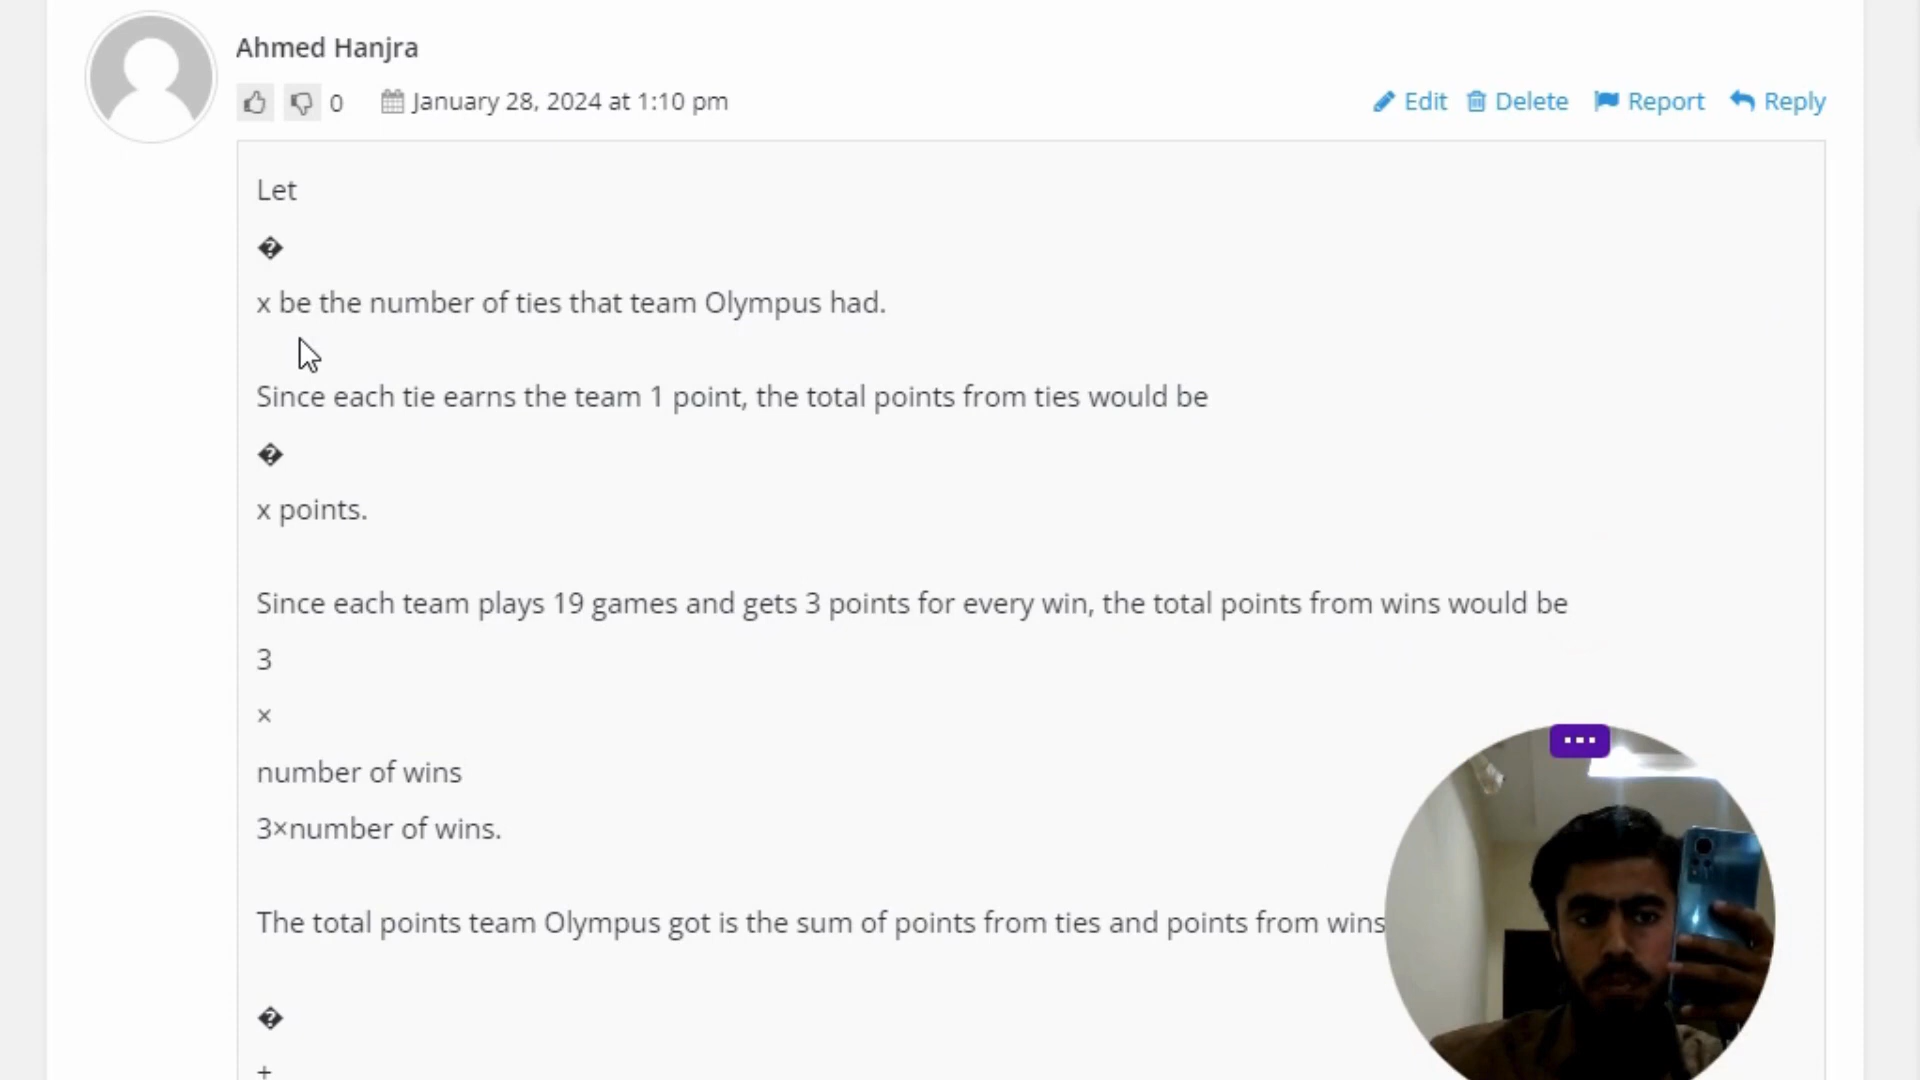 Ahmed Hanjra
0 January 28, 2024 at 1:10 pm Edit Delete Report Reply
Let
�
x be the number of ties that team Olympus had.
Since each tie earns the team 1 point, the total points from ties would be
�
x points.
Since each team plays 19 games and gets 3 points for every win, the total points from wins would be
3
×
number of wins
3×number of wins.
The total points team Olympus got is the sum of points from ties and points from wins
�
+